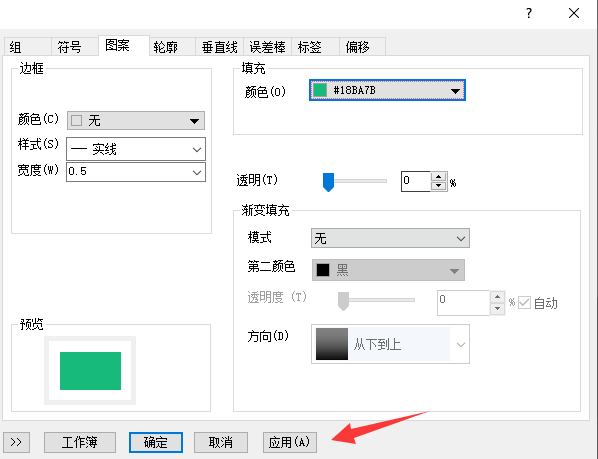 ?
组 符号 图案 轮廓 垂直线 误差棒 标签 偏移
边框
颜色(C) 无
样式(S) 实线
宽度(W) 0.5
填充
颜色(O) #18BA7B
透明(T) 0 %
渐变填充
模式 无
第二颜色 黑
透明度 (T) 0 % 自动
方向(D) 从下到上
预览
>> 工作簿 确定 取消 应用(A)